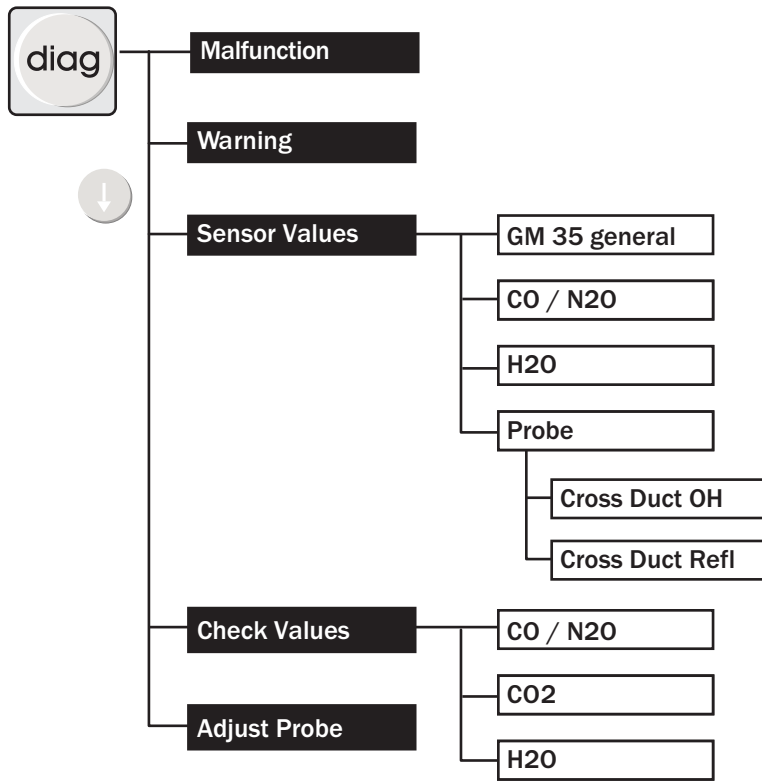 diag
Malfunction
Warning
Sensor Values
GM 35 general
CO / N2O
H2O
Probe
Cross Duct OH
Cross Duct Refl
Check Values
CO / N2O
CO2
H2O
Adjust Probe